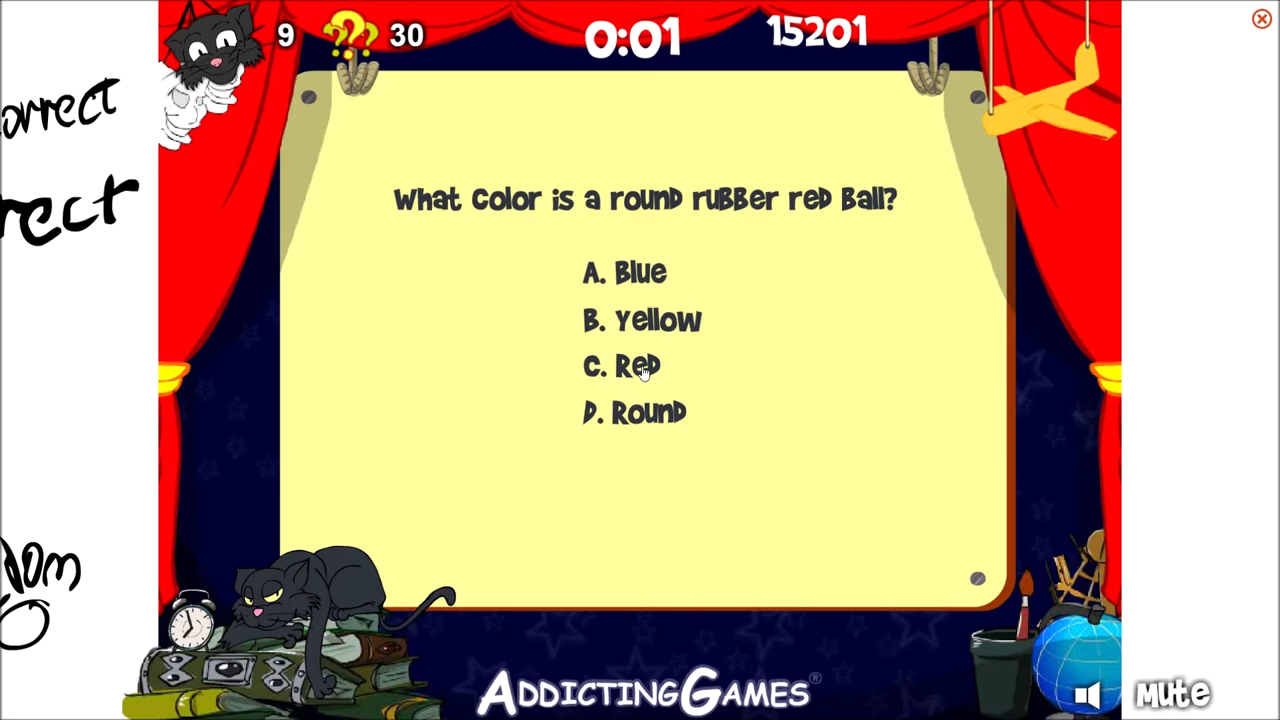 9 ??? 30
0:01
15201
orrect
rect
What color is a round rubber red ball?
A. Blue
B. Yellow
C. Red
D. Round
Dom
AddictingGames®
Mute